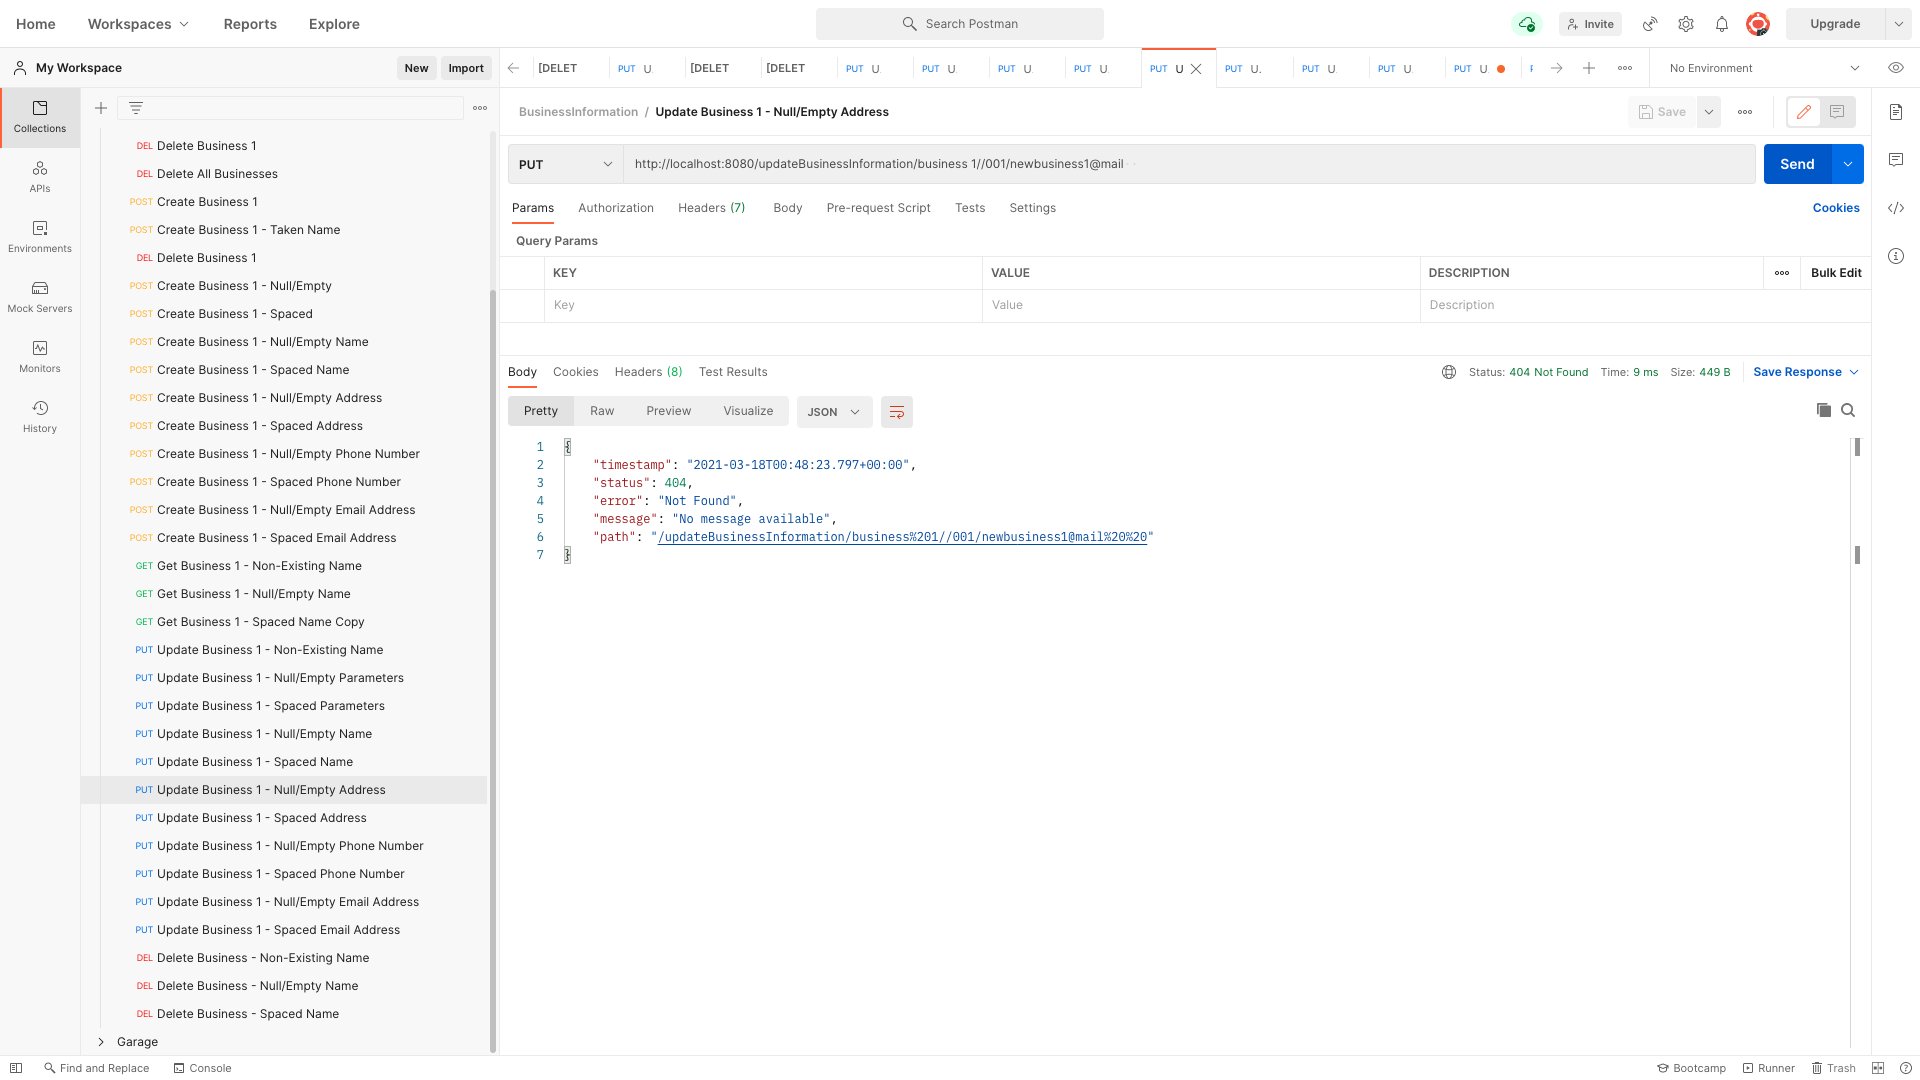 Home Workspaces Reports Explore Search Postman Invite Upgrade
My Workspace New Import [DELET PUT U [DELET [DELET PUT U PUT U PUT U PUT U PUT U PUT U. PUT U PUT U PUT U No Environment
BusinessInformation / Update Business 1 - Null/Empty Address Save
Collections
APIs
Environments
Mock Servers
Monitors
History
DEL Delete Business 1
DEL Delete All Businesses
POST Create Business 1
POST Create Business 1 - Taken Name
DEL Delete Business 1
POST Create Business 1 - Null/Empty
POST Create Business 1 - Spaced
POST Create Business 1 - Null/Empty Name
POST Create Business 1 - Spaced Name
POST Create Business 1 - Null/Empty Address
POST Create Business 1 - Spaced Address
POST Create Business 1 - Null/Empty Phone Number
POST Create Business 1 - Spaced Phone Number
POST Create Business 1 - Null/Empty Email Address
POST Create Business 1 - Spaced Email Address
GET Get Business 1 - Non-Existing Name
GET Get Business 1 - Null/Empty Name
GET Get Business 1 - Spaced Name Copy
PUT Update Business 1 - Non-Existing Name
PUT Update Business 1 - Null/Empty Parameters
PUT Update Business 1 - Spaced Parameters
PUT Update Business 1 - Null/Empty Name
PUT Update Business 1 - Spaced Name
PUT Update Business 1 - Null/Empty Address
PUT Update Business 1 - Spaced Address
PUT Update Business 1 - Null/Empty Phone Number
PUT Update Business 1 - Spaced Phone Number
PUT Update Business 1 - Null/Empty Email Address
PUT Update Business 1 - Spaced Email Address
DEL Delete Business - Non-Existing Name
DEL Delete Business - Null/Empty Name
DEL Delete Business - Spaced Name
Garage
PUT http://localhost:8080/updateBusinessInformation/business 1//001/newbusiness1@mail Send
Params Authorization Headers (7) Body Pre-request Script Tests Settings Cookies
Query Params
KEY VALUE DESCRIPTION Bulk Edit
Key Value Description
Body Cookies Headers (8) Test Results Status: 404 Not Found Time: 9 ms Size: 449 B Save Response
Pretty Raw Preview Visualize JSON
1 {
2 "timestamp": "2021-03-18T00:48:23.797+00:00",
3 "status": 404,
4 "error": "Not Found",
5 "message": "No message available",
6 "path": "/updateBusinessInformation/business%201//001/newbusiness1@mail%20%20"
7 }
Find and Replace Console Bootcamp Runner Trash